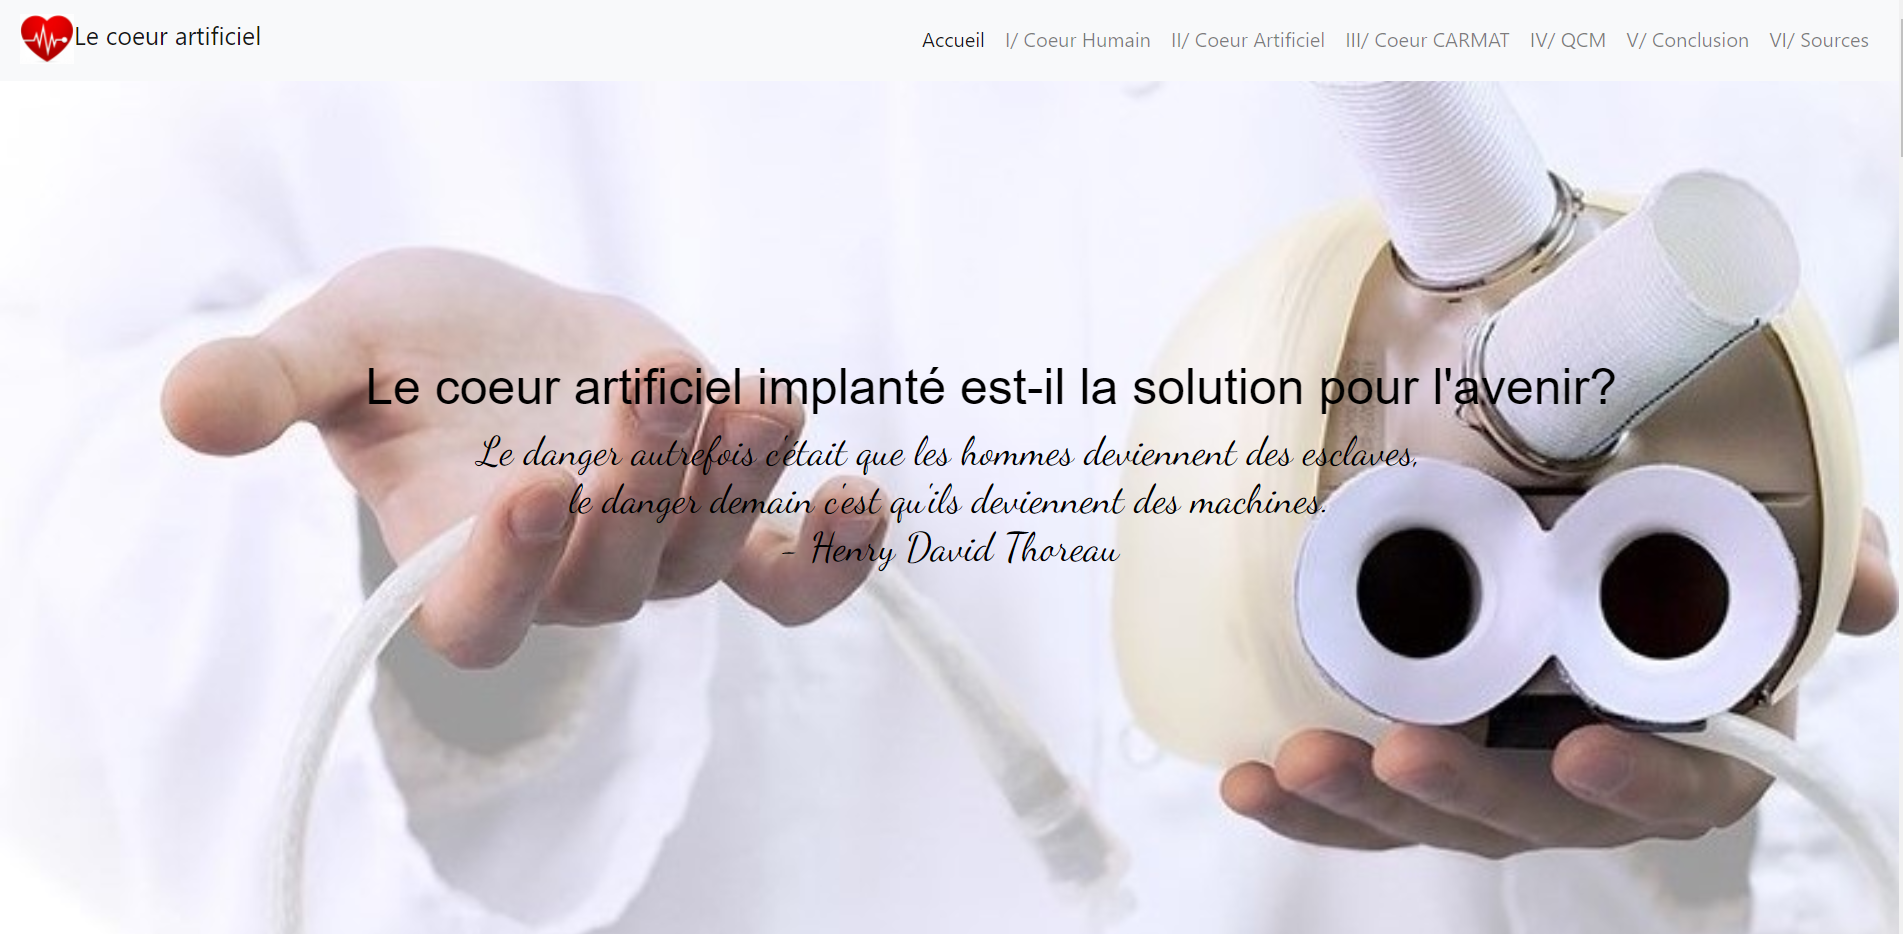 Le coeur artificiel
Accueil I/ Coeur Humain II/ Coeur Artificiel III/ Coeur CARMAT IV/ QCM V/ Conclusion VI/ Sources
Le coeur artificiel implanté est-il la solution pour l'avenir?
Le danger autrefois c'était que les hommes deviennent des esclaves,
le danger demain c'est qu'ils deviennent des machines.
- Henry David Thoreau